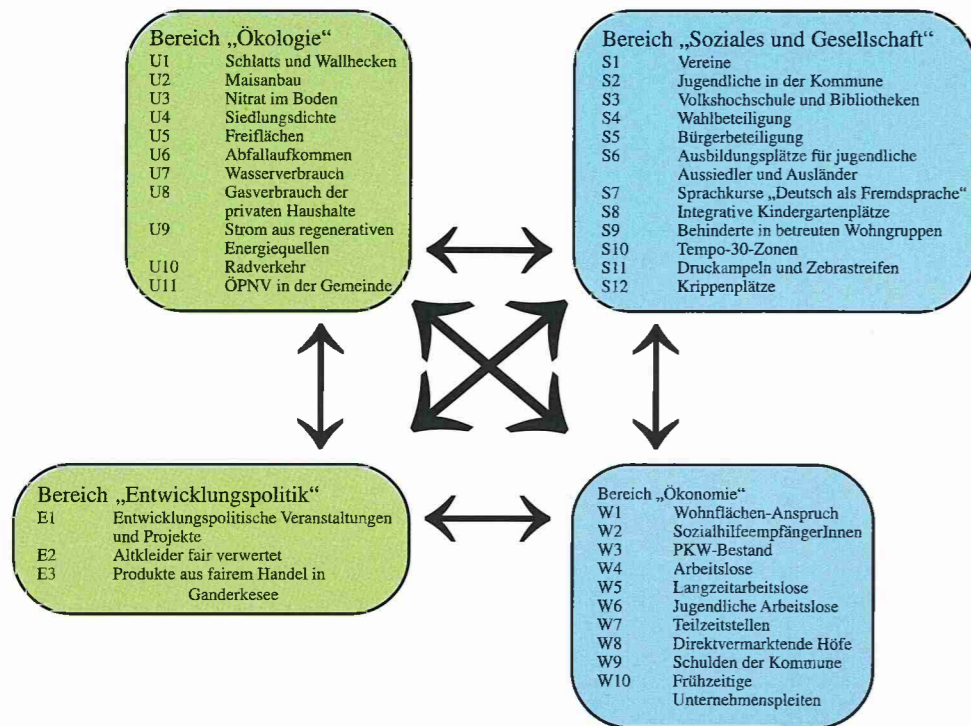 Bereich „Ökologie“
U1 Schlatts und Wallhecken
U2 Maisanbau
U3 Nitrat im Boden
U4 Siedlungsdichte
U5 Freiflächen
U6 Abfallaufkommen
U7 Wasserverbrauch
U8 Gasverbrauch der
privaten Haushalte
U9 Strom aus regenerativen
Energiequellen
U10 Radverkehr
U11 ÖPNV in der Gemeinde
Bereich „Soziales und Gesellschaft“
S1 Vereine
S2 Jugendliche in der Kommune
S3 Volkshochschule und Bibliotheken
S4 Wahlbeteiligung
S5 Bürgerbeteiligung
S6 Ausbildungsplätze für jugendliche
Aussiedler und Ausländer
S7 Sprachkurse „Deutsch als Fremdsprache“
S8 Integrative Kindergartenplätze
S9 Behinderte in betreuten Wohngruppen
S10 Tempo-30-Zonen
S11 Druckampeln und Zebrastreifen
S12 Krippenplätze
Bereich „Entwicklungspolitik“
E1 Entwicklungspolitische Veranstaltungen
und Projekte
E2 Altkleider fair verwertet
E3 Produkte aus fairem Handel in
Ganderkesee
Bereich „Ökonomie“
W1 Wohnflächen-Anspruch
W2 SozialhilfeempfängerInnen
W3 PKW-Bestand
W4 Arbeitslose
W5 Langzeitarbeitslose
W6 Jugendliche Arbeitslose
W7 Teilzeitstellen
W8 Direktvermarktende Höfe
W9 Schulden der Kommune
W10 Frühzeitige
Unternehmenspleiten